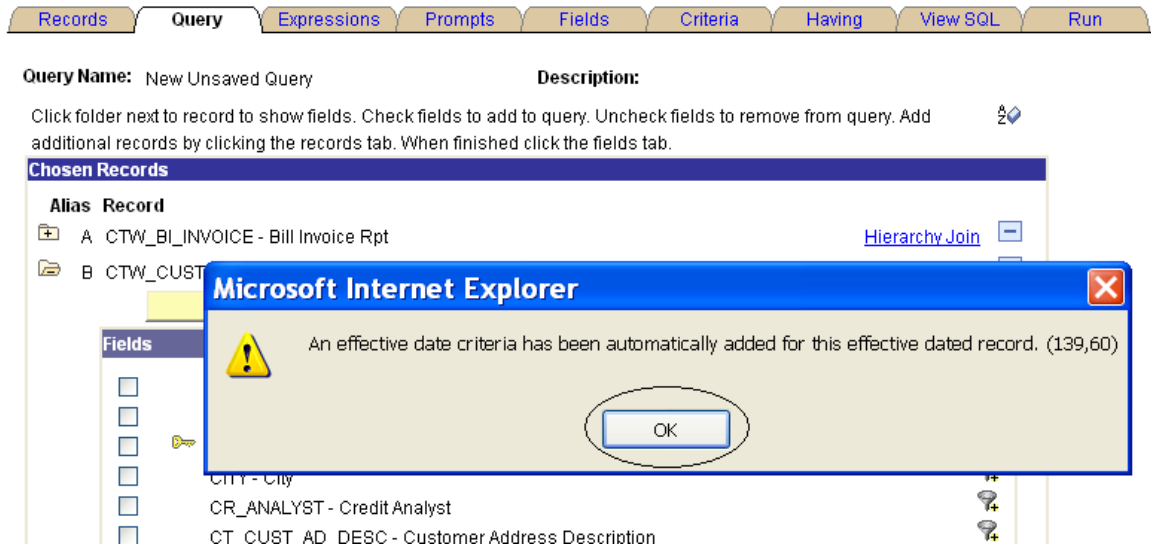 Records Query Expressions Prompts Fields Criteria Having View SQL Run
Query Name: New Unsaved Query Description:
Click folder next to record to show fields. Check fields to add to query. Uncheck fields to remove from query. Add
additional records by clicking the records tab. When finished click the fields tab.
Chosen Records
Alias Record
A CTW_BI_INVOICE - Bill Invoice Rpt Hierarchy Join
B CTW_CUST
Microsoft Internet Explorer
Fields
An effective date criteria has been automatically added for this effective dated record. (139,60)
OK
CITY - City
CR_ANALYST - Credit Analyst
CT_CUST_AD_DESC - Customer Address Description